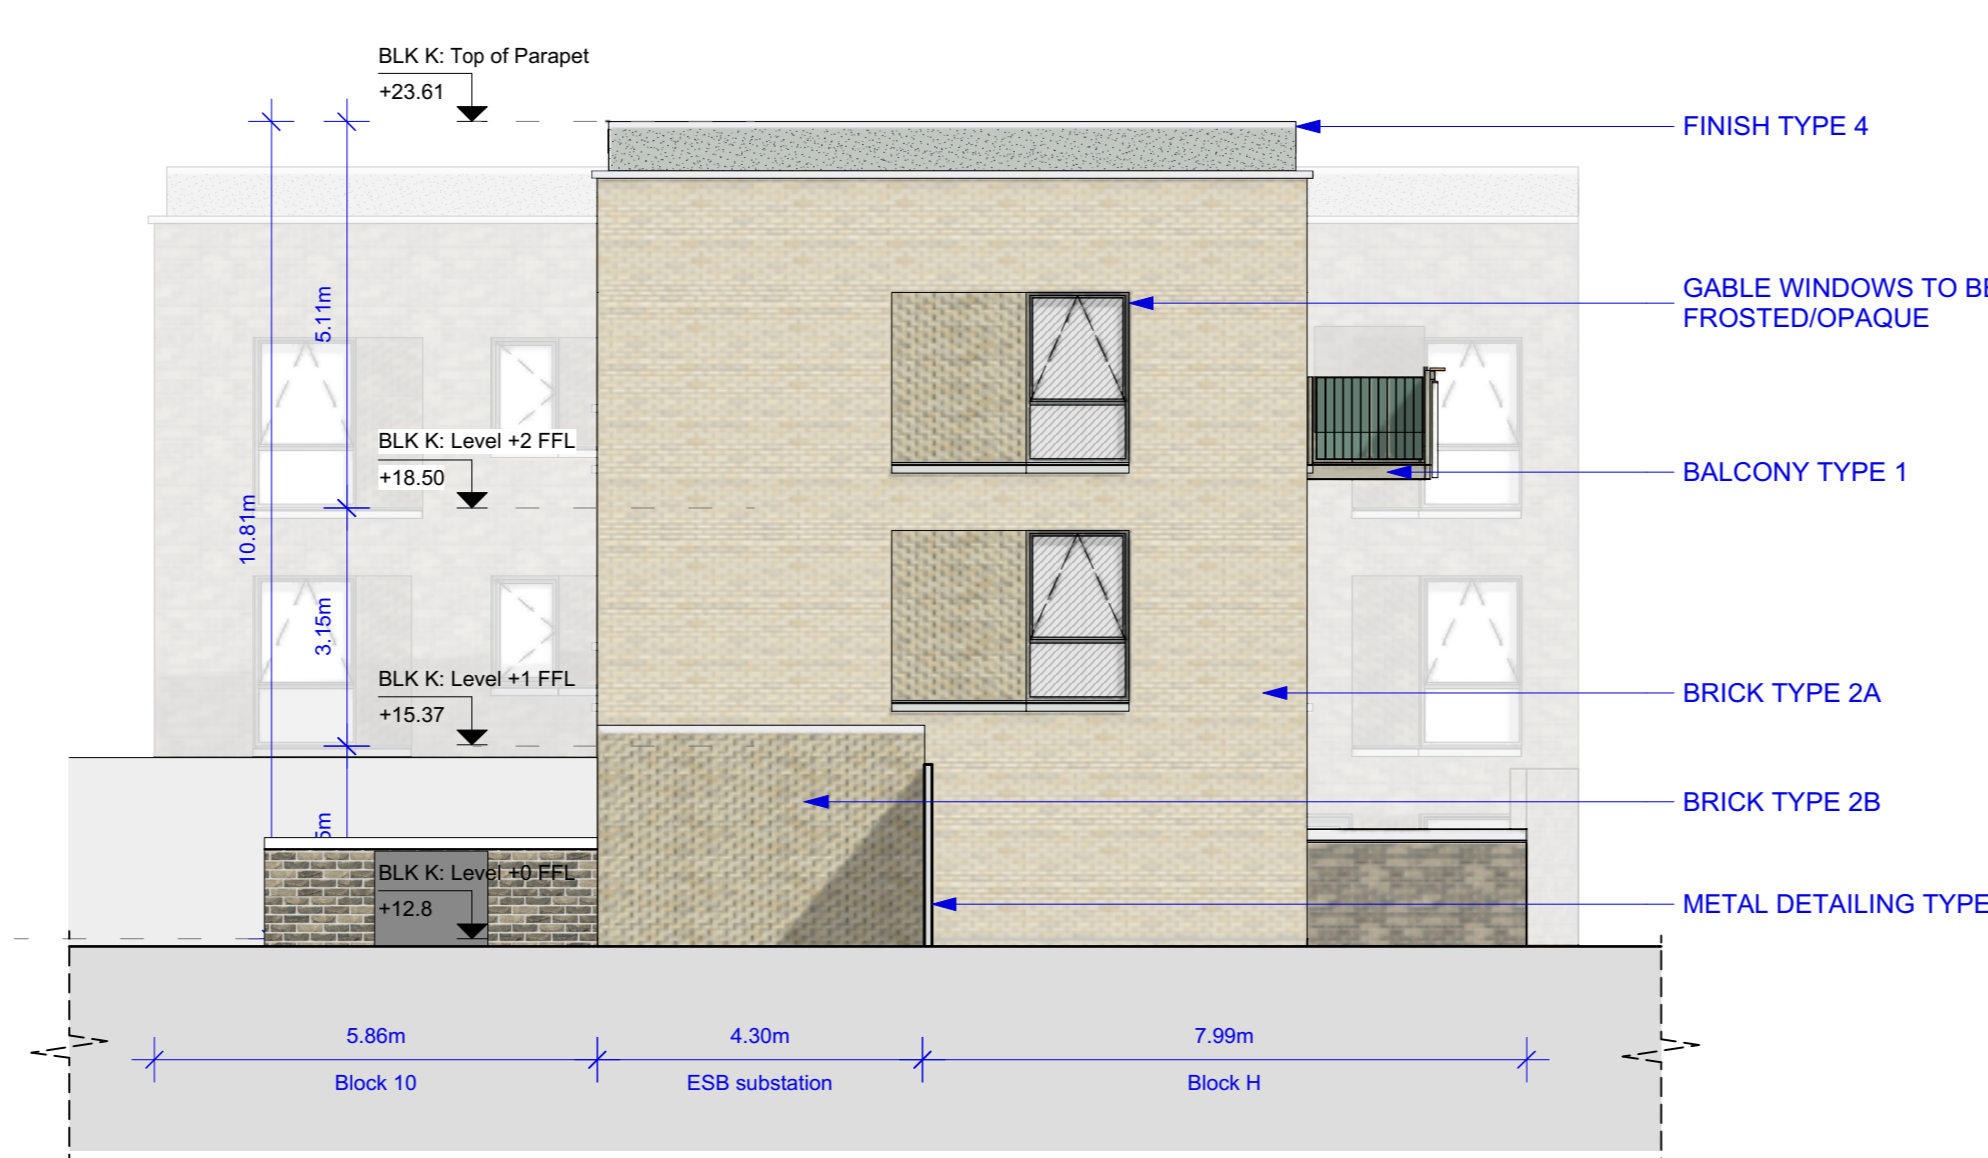 BLK K: Top of Parapet
+23.61
FINISH TYPE 4
GABLE WINDOWS TO BE
FROSTED/OPAQUE
5.11m
BLK K: Level +2 FFL
+18.50
BALCONY TYPE 1
10.81m
3.15m
BLK K: Level +1 FFL
+15.37
BRICK TYPE 2A
BRICK TYPE 2B
5m
BLK K: Level +0 FFL
+12.8
METAL DETAILING TYPE
5.86m
4.30m
7.99m
Block 10
ESB substation
Block H